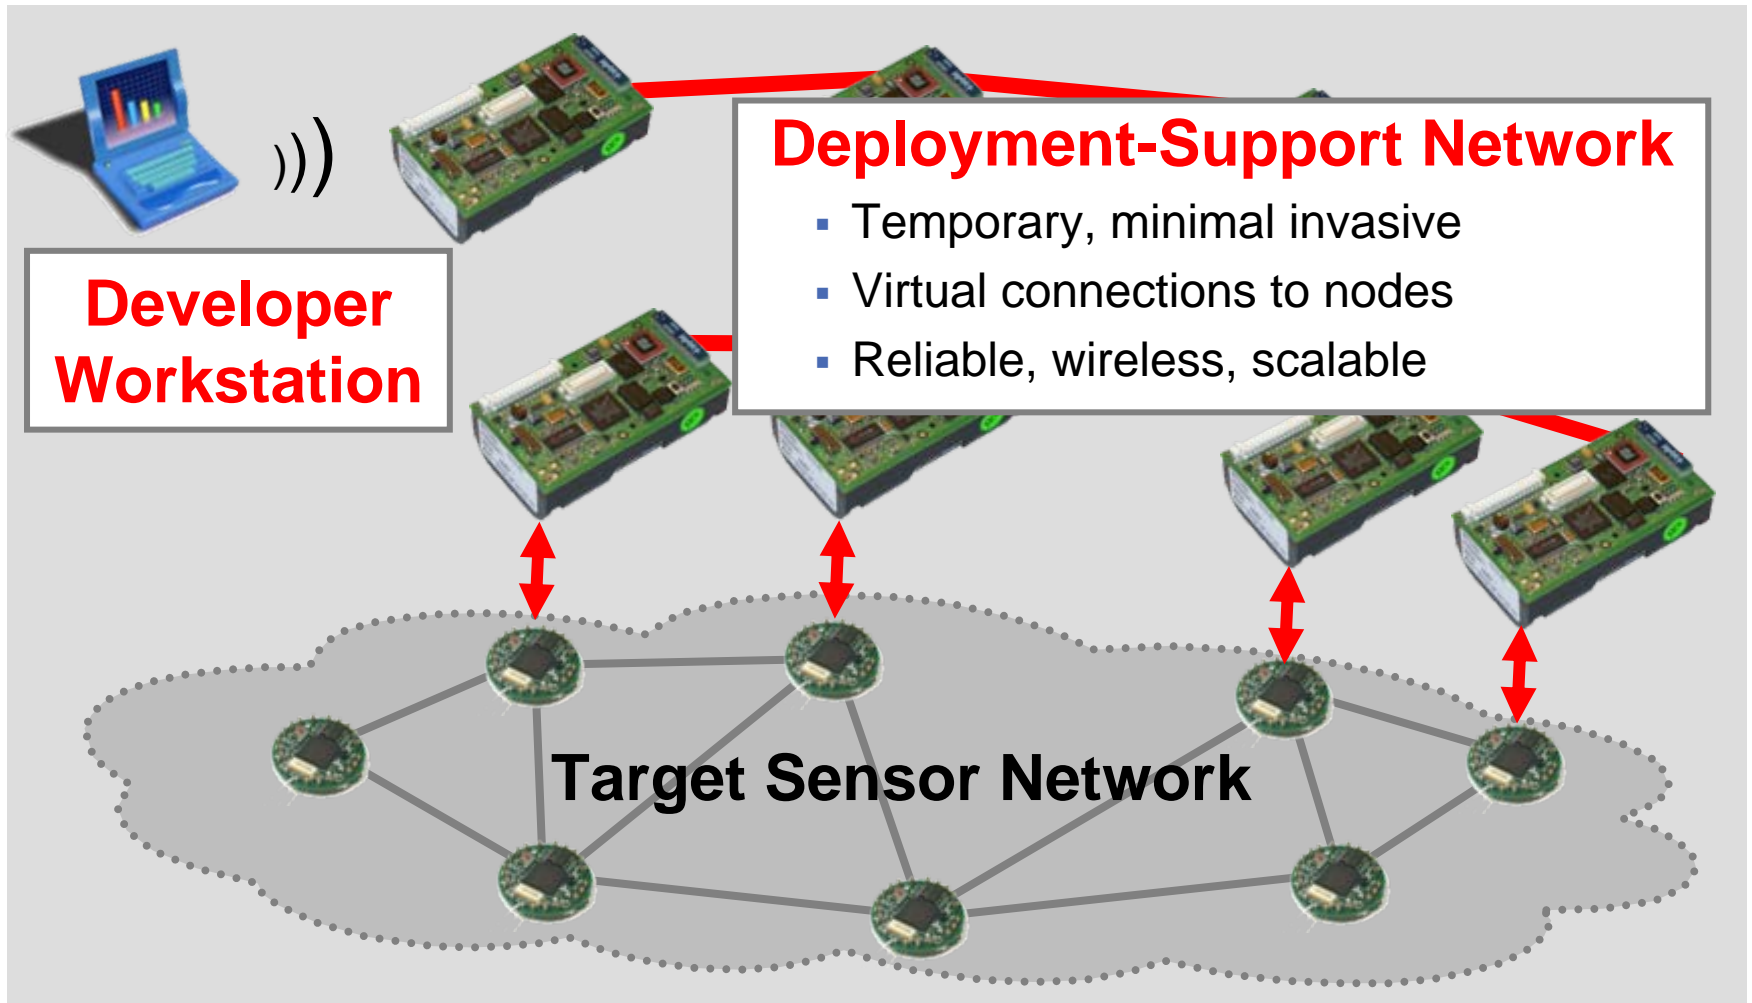 Deployment-Support Network
▪ Temporary, minimal invasive
▪ Virtual connections to nodes
▪ Reliable, wireless, scalable
Developer
Workstation
Target Sensor Network